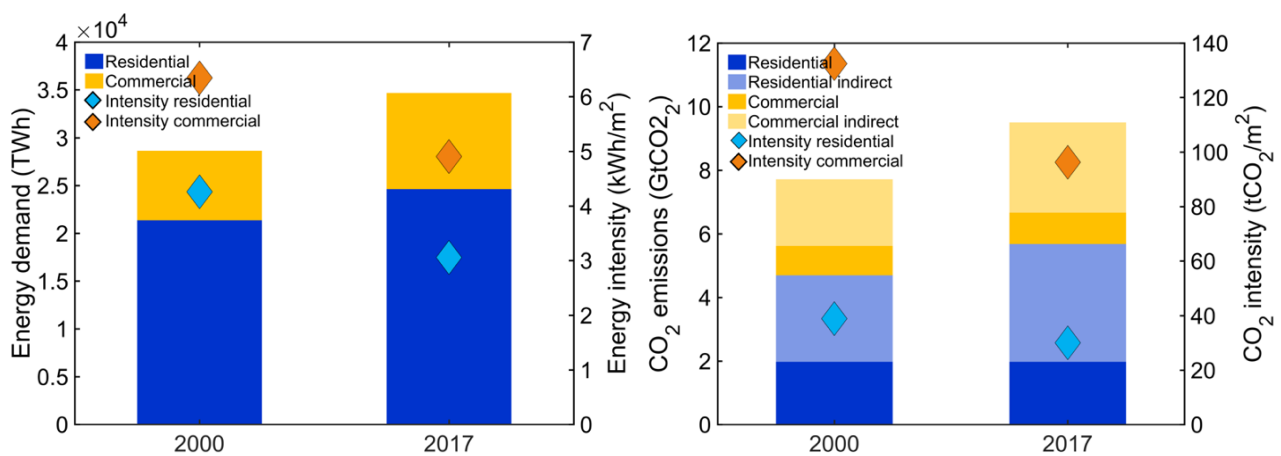 ×10⁴
4
3.5
3
2.5
2
1.5
1
0.5
0
Energy demand (TWh)
Residential
Commercial
Intensity residential
Intensity commercial
2000
2017
7
6
5
4
3
2
1
0
Energy intensity (kWh/m²)
12
10
8
6
4
2
0
CO₂ emissions (GtCO2₂)
Residential
Residential indirect
Commercial
Commercial indirect
Intensity residential
Intensity commercial
2000
2017
140
120
100
80
60
40
20
0
CO₂ intensity (tCO₂/m²)